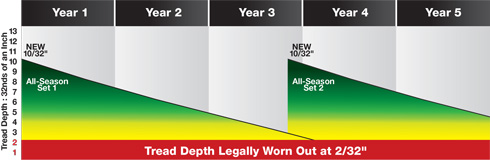 Year 1
Year 2
Year 3
Year 4
Year 5
Tread Depth : 32nds of an Inch
13
12
11
10
9
8
7
6
5
4
3
2
1
NEW
10/32"
All-Season
Set 1
NEW
10/32"
All-Season
Set 2
Tread Depth Legally Worn Out at 2/32"